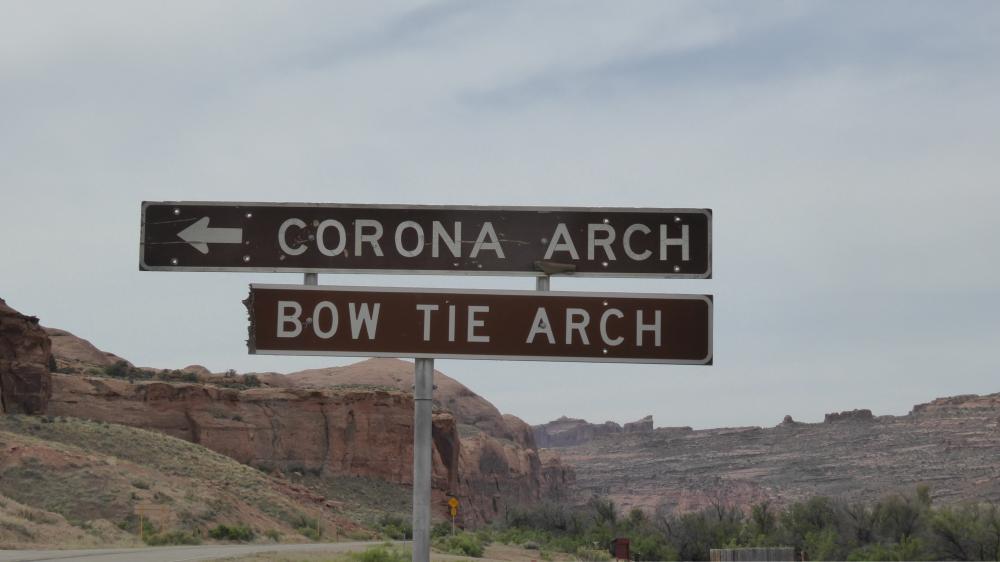 CORONA ARCH
BOW TIE ARCH